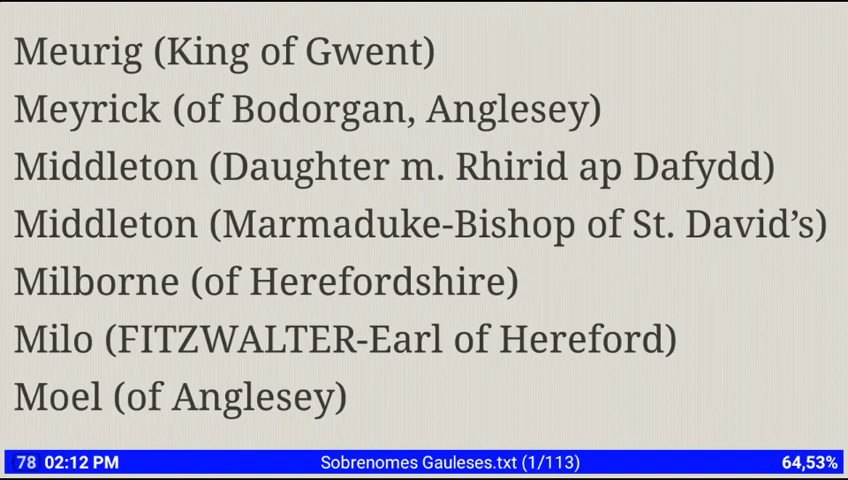 Meurig (King of Gwent)
Meyrick (of Bodorgan, Anglesey)
Middleton (Daughter m. Rhirid ap Dafydd)
Middleton (Marmaduke-Bishop of St. David’s)
Milborne (of Herefordshire)
Milo (FITZWALTER-Earl of Hereford)
Moel (of Anglesey)
78 02:12 PM Sobrenomes Gauleses.txt (1/113) 64,53%